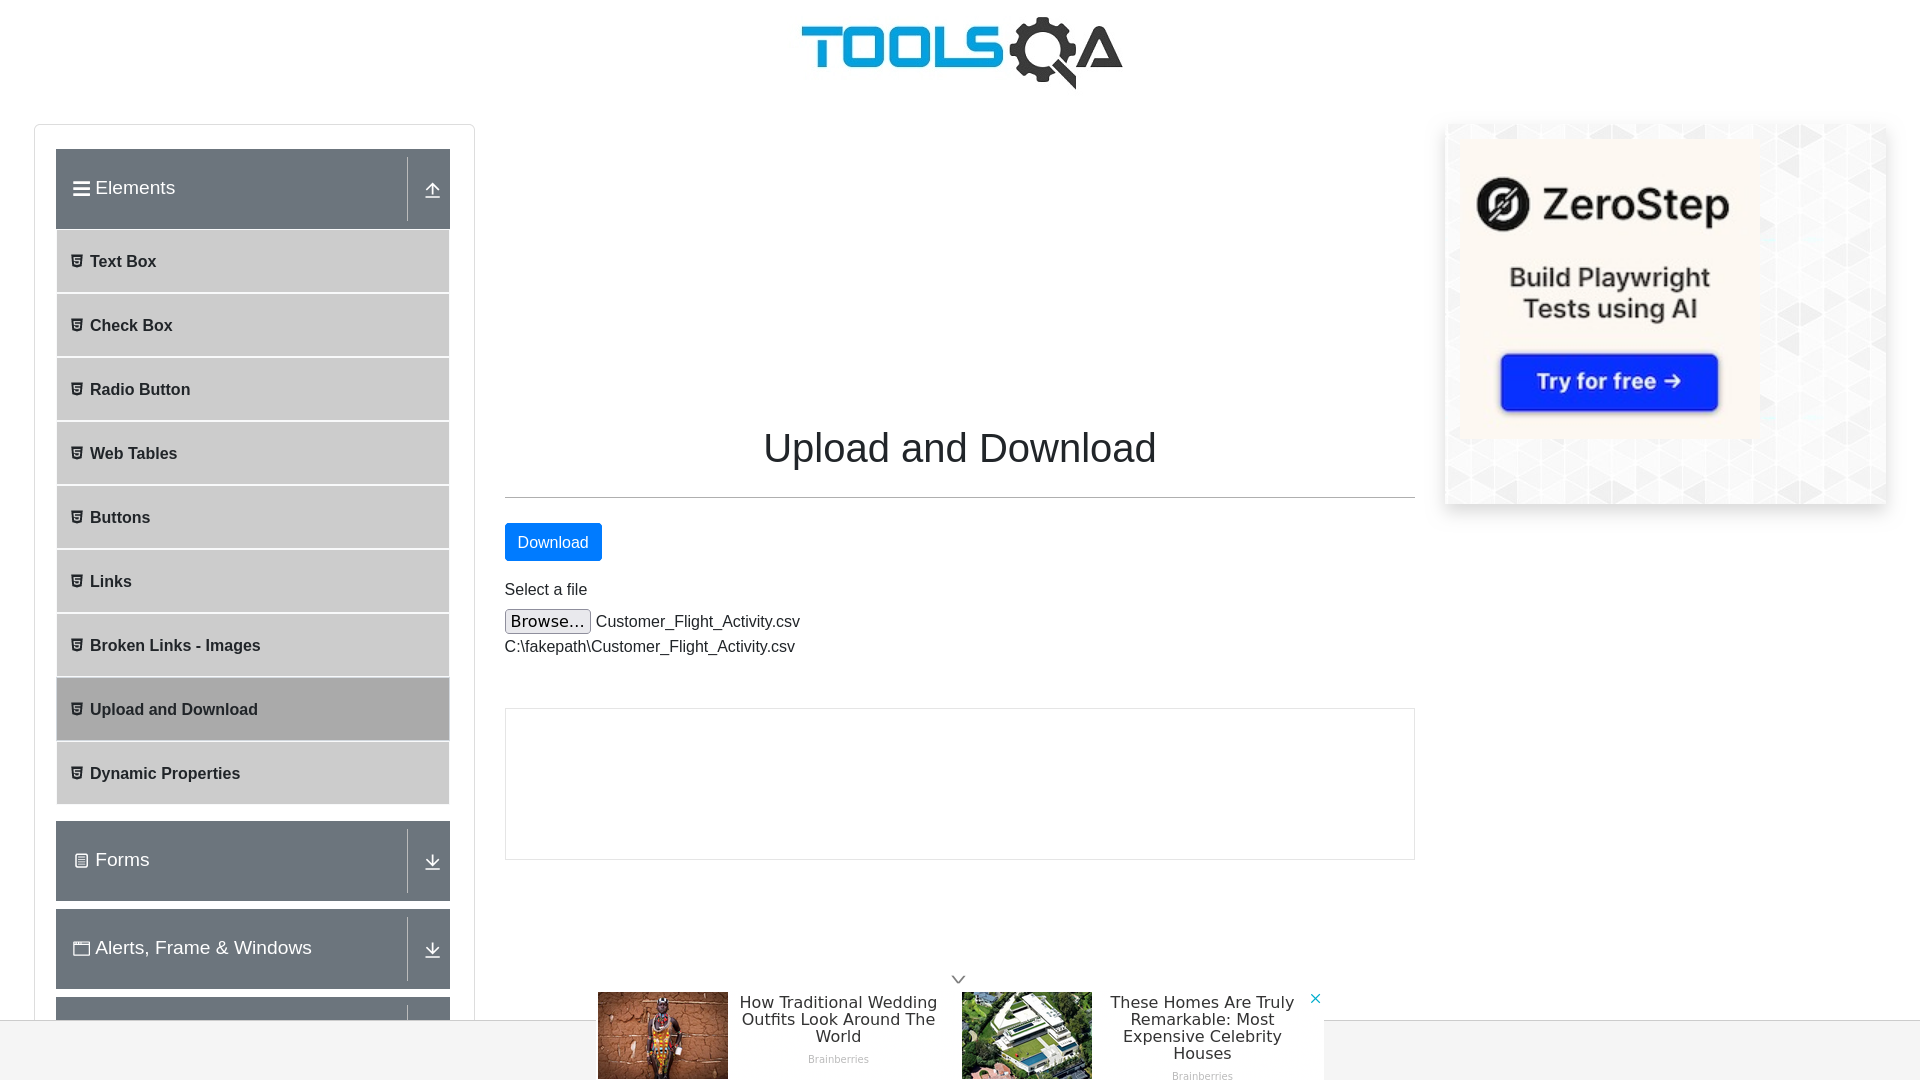 TOOLSQA
Elements
Text Box
Check Box
Radio Button
Web Tables
Buttons
Links
Broken Links - Images
Upload and Download
Dynamic Properties
Forms
Alerts, Frame & Windows
Upload and Download
Download
Select a file
Browse... Customer_Flight_Activity.csv
C:\fakepath\Customer_Flight_Activity.csv
ZeroStep
Build Playwright
Tests using AI
Try for free →
How Traditional Wedding
Outfits Look Around The
World
Brainberries
These Homes Are Truly
Remarkable: Most
Expensive Celebrity
Houses
Brainberries